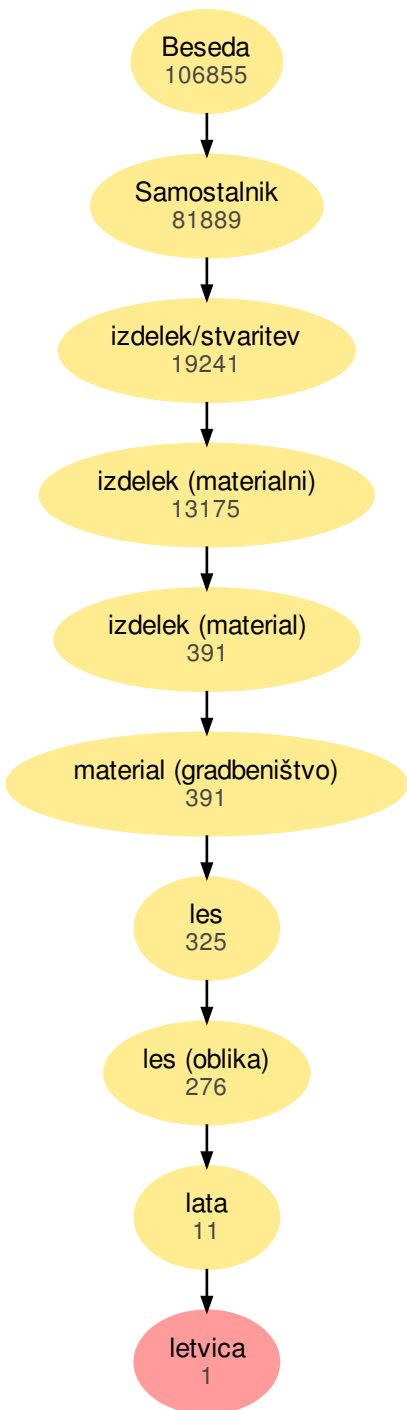 Beseda
106855
Samostalnik
81889
izdelek/stvaritev
19241
izdelek (materialni)
13175
izdelek (material)
391
material (gradbeništvo)
391
les
325
les (oblika)
276
lata
11
letvica
1